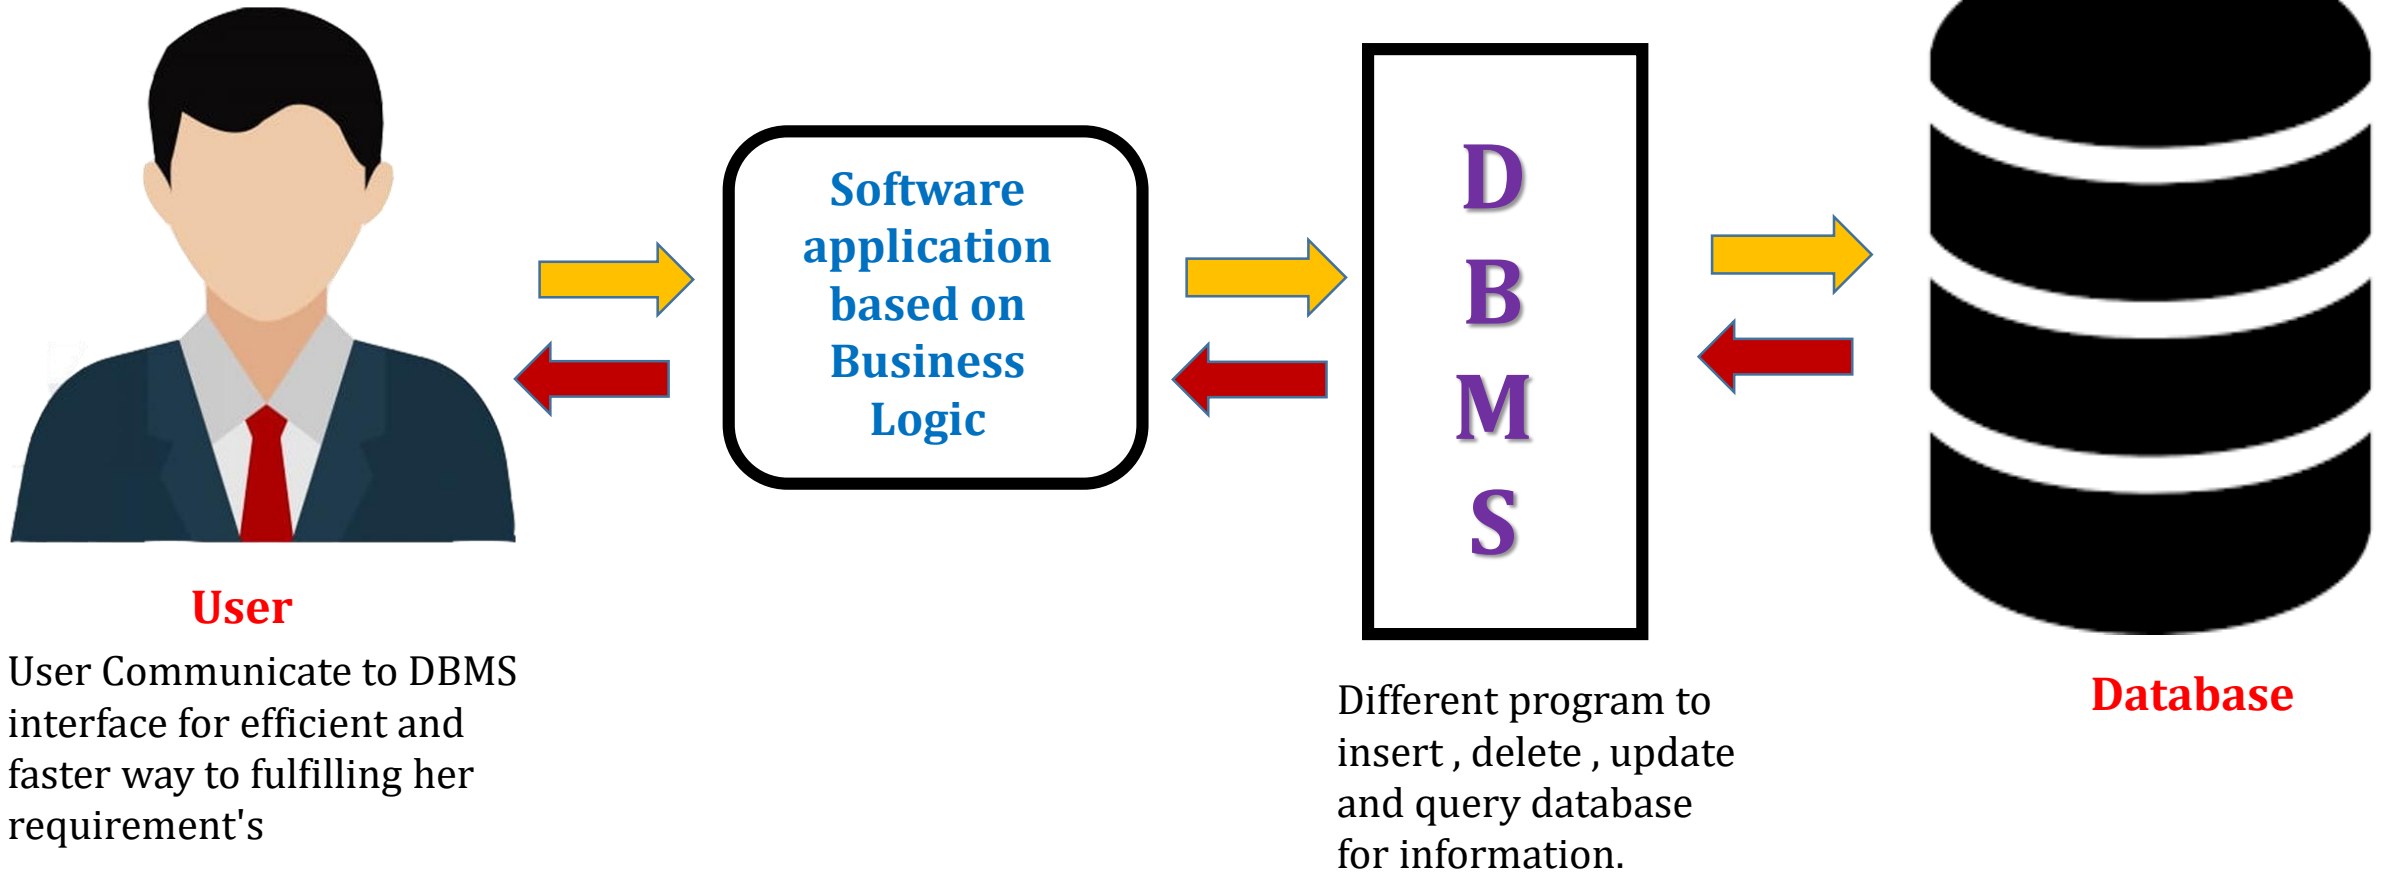 Software
application
based on
Business
Logic
D
B
M
S
User
User Communicate to DBMS
interface for efficient and
faster way to fulfilling her
requirement's
Different program to
insert , delete , update
and query database
for information.
Database